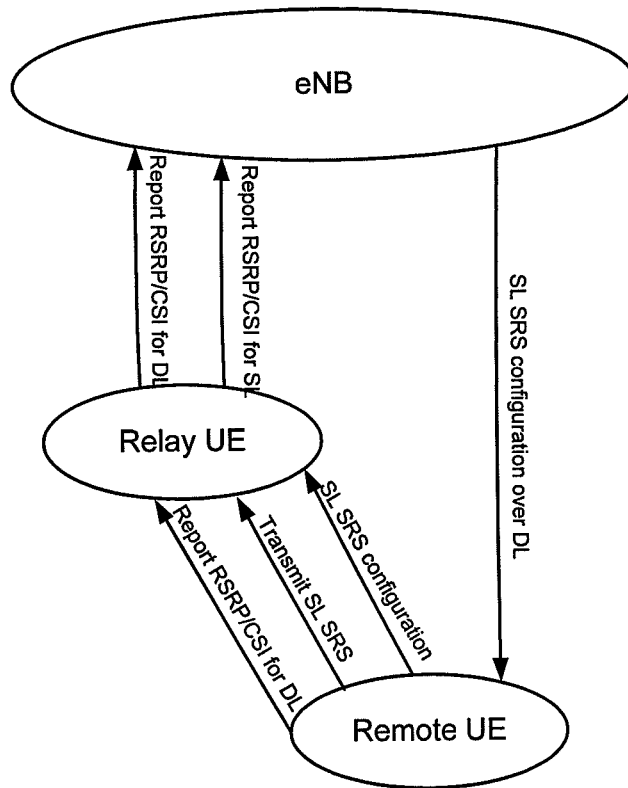 eNB
Report RSRP/CSI for DL
Report RSRP/CSI for SL
SL SRS configuration over DL
Relay UE
Report RSRP/CSI for DL
Transmit SL SRS
SL SRS configuration
Remote UE